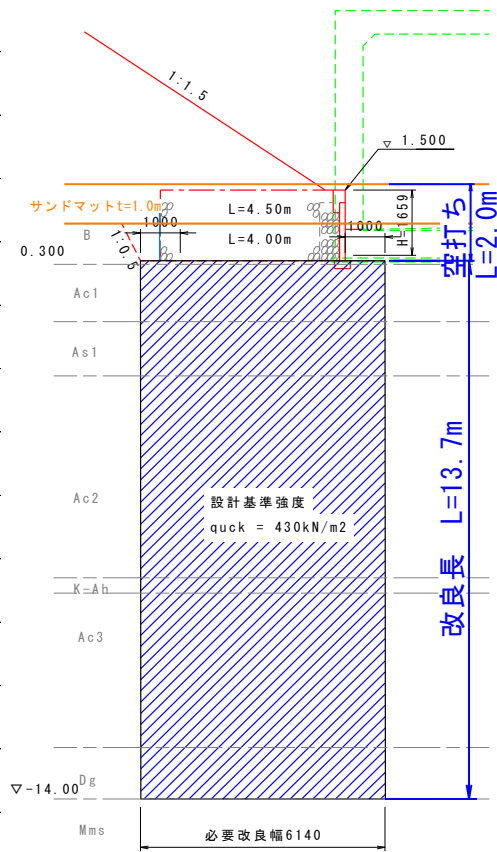 1:1.5
▽ 1.500
サンドマットt=1.0m
L=4.50m
1000
1000
HL=1659
空打ち
L=2.0m
B
L=4.00m
1:0.5
0.300
Ac1
As1
Ac2
設計基準強度
quck = 430kN/m2
改良長 L=13.7m
K-Ah
Ac3
Dg
▽-14.00
Mms
必要改良幅6140